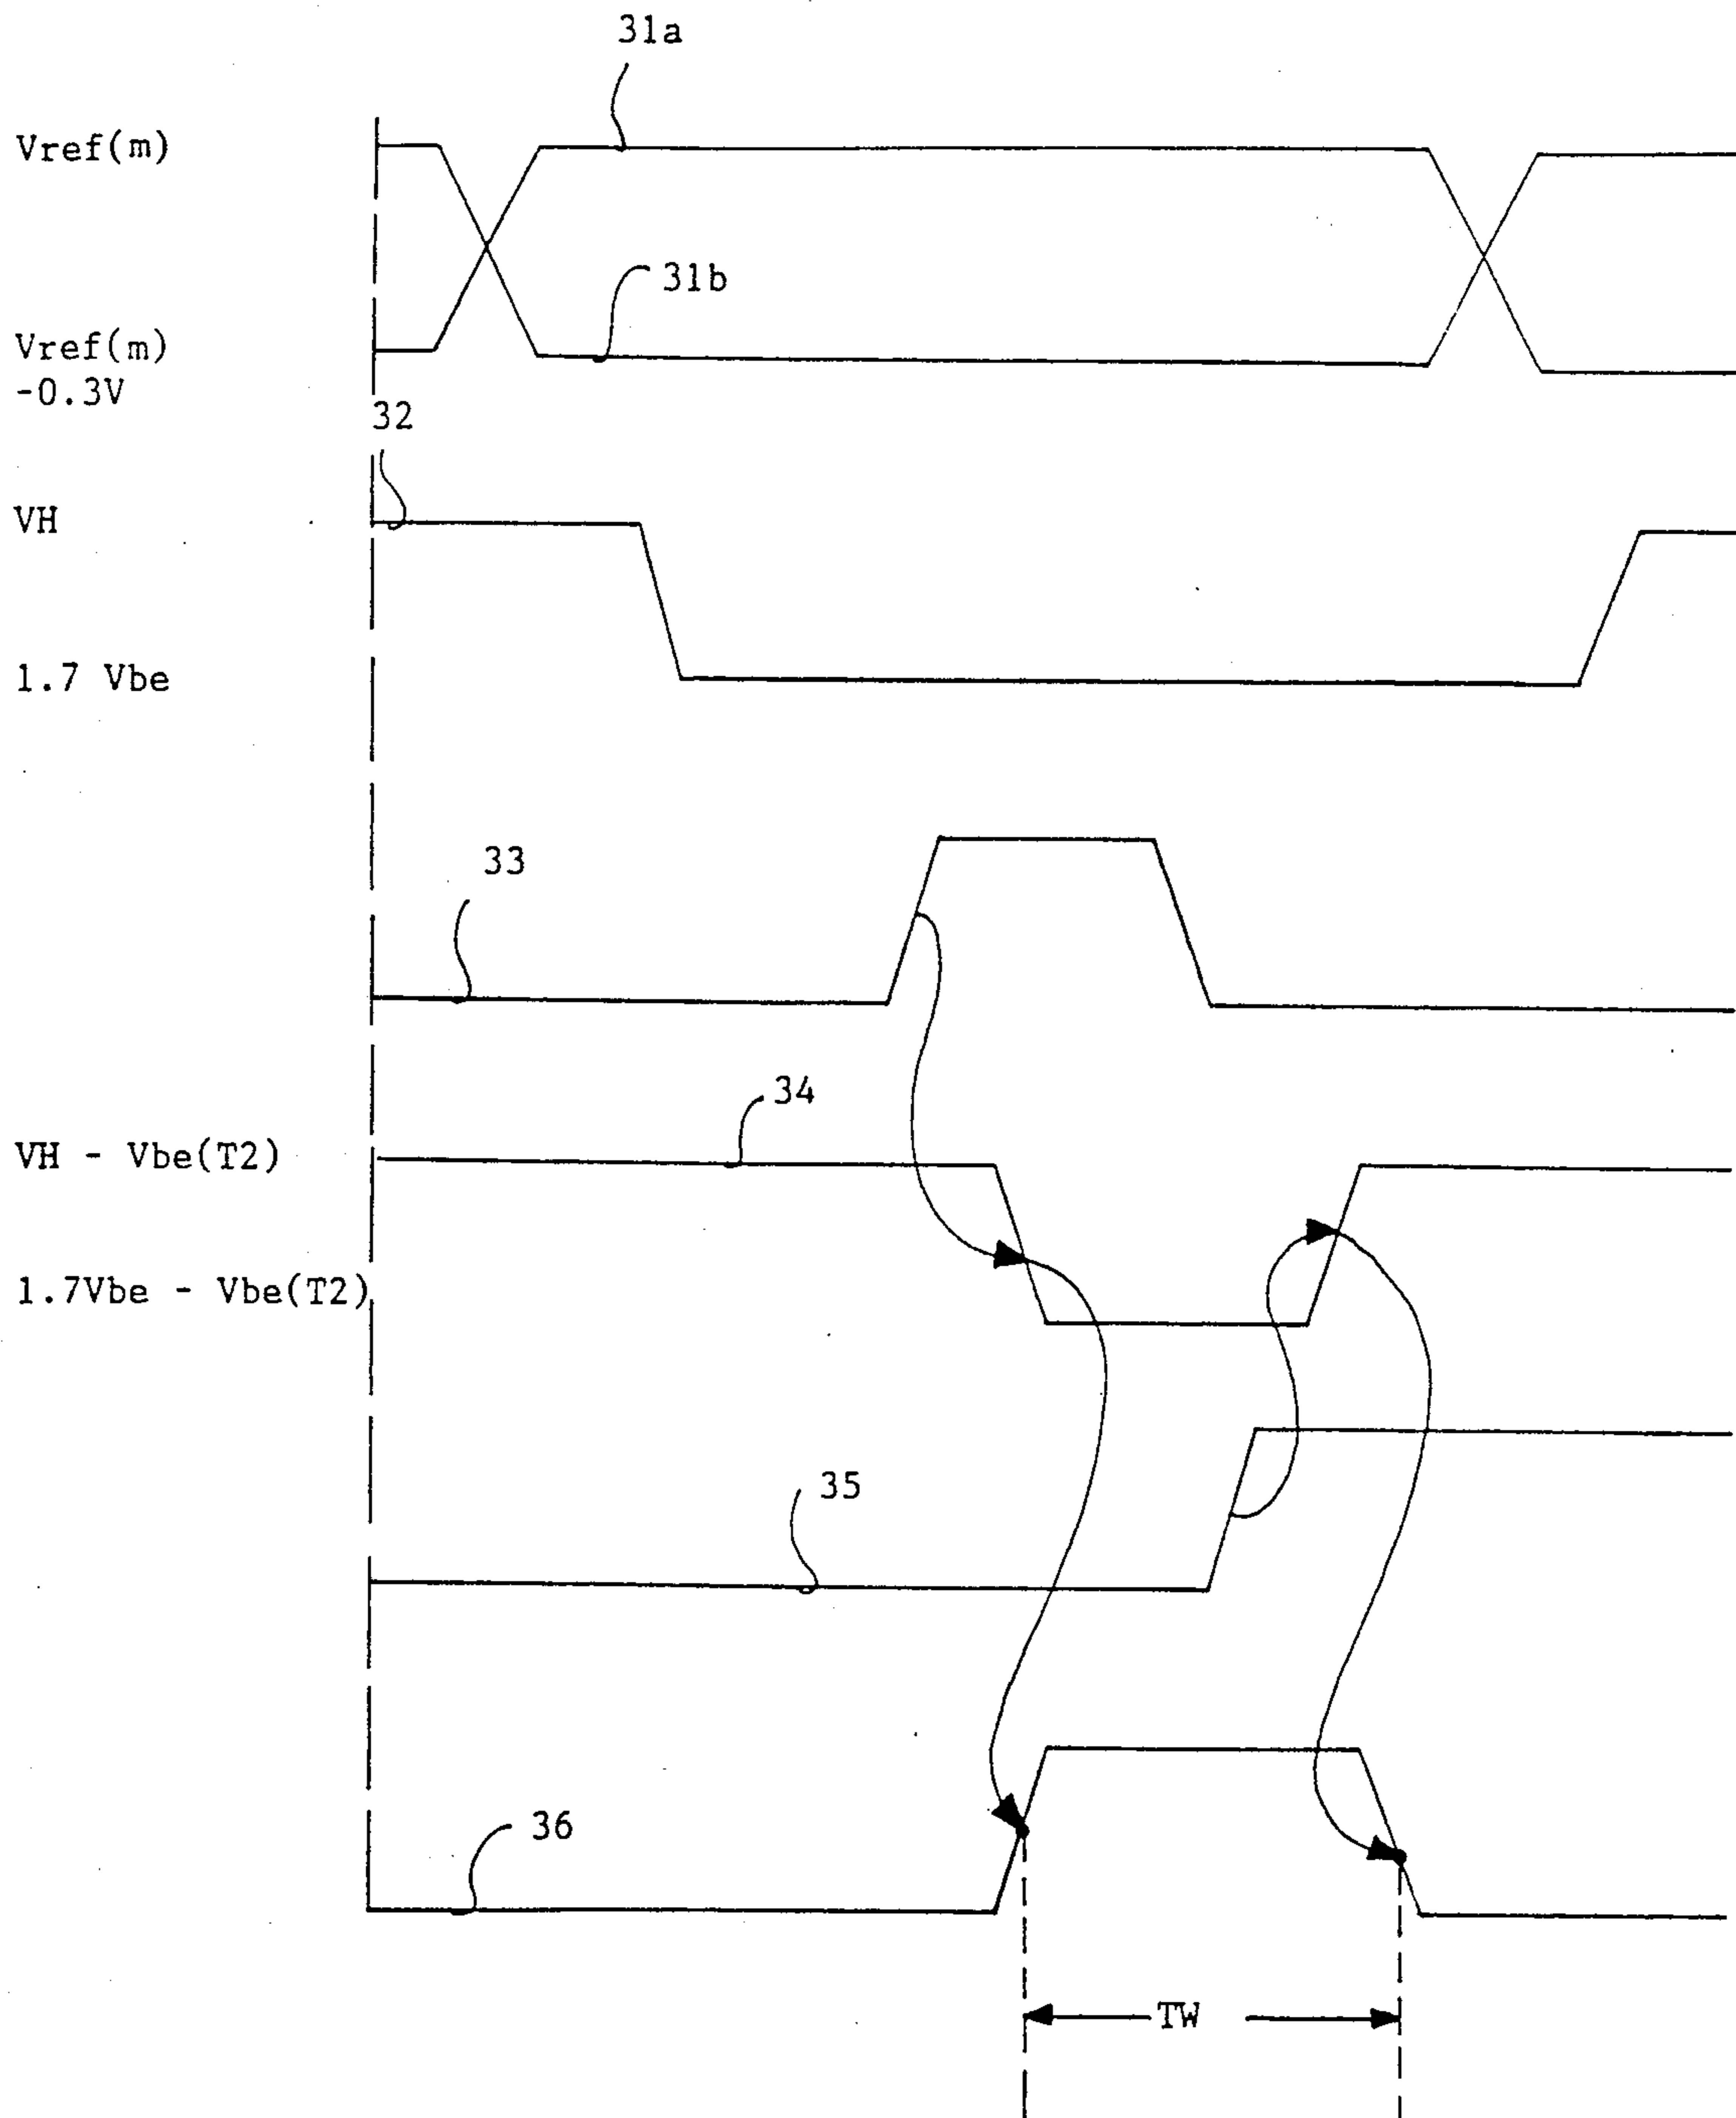 31a
Vref(m)
31b
Vref(m)
-0.3V
32
VH
1.7 Vbe
33
34
VH - Vbe(T2)
1.7Vbe - Vbe(T2)
35
36
TW